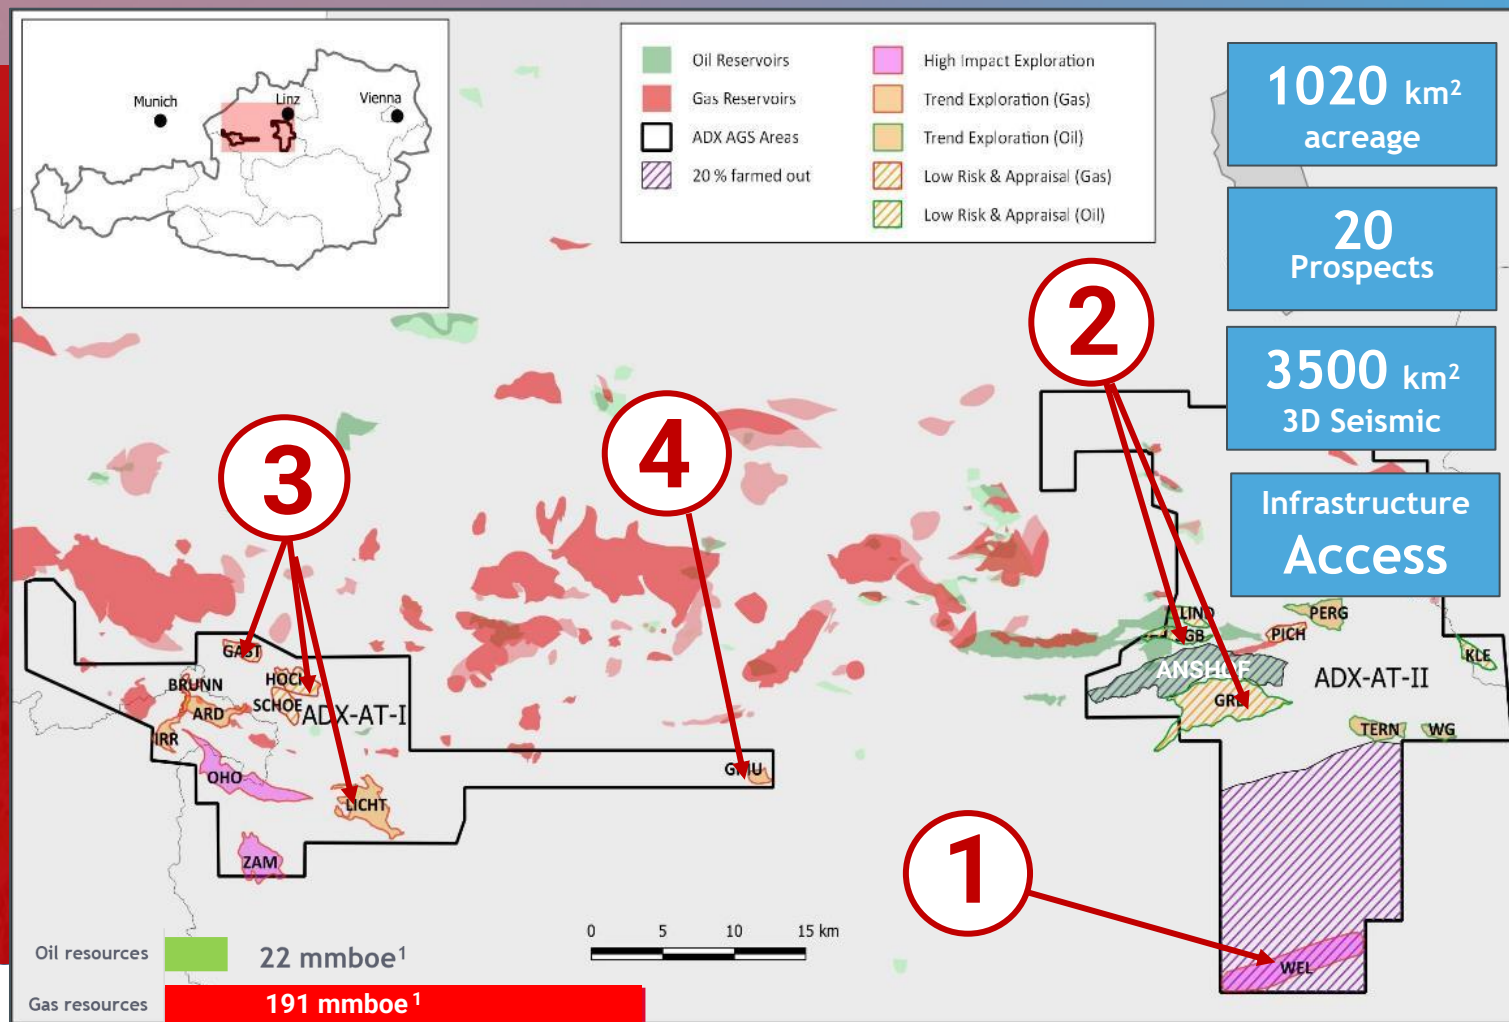 Munich
Linz
Vienna
Oil Reservoirs
Gas Reservoirs
ADX AGS Areas
20 % farmed out
High Impact Exploration
Trend Exploration (Gas)
Trend Exploration (Oil)
Low Risk & Appraisal (Gas)
Low Risk & Appraisal (Oil)
1020 km²
acreage
20
Prospects
3500 km²
3D Seismic
Infrastructure
Access
2
3
4
1
GAST
BRUNN
HOCH
SCHOE
ARD
ADX-AT-I
IRR
OHO
LICHT
ZAM
GMU
LIND
PERG
PICH
KLE
ANSHOF
ADX-AT-II
TERN
WG
WEL
0 5 10 15 km
Oil resources
22 mmboe¹
Gas resources
191 mmboe¹